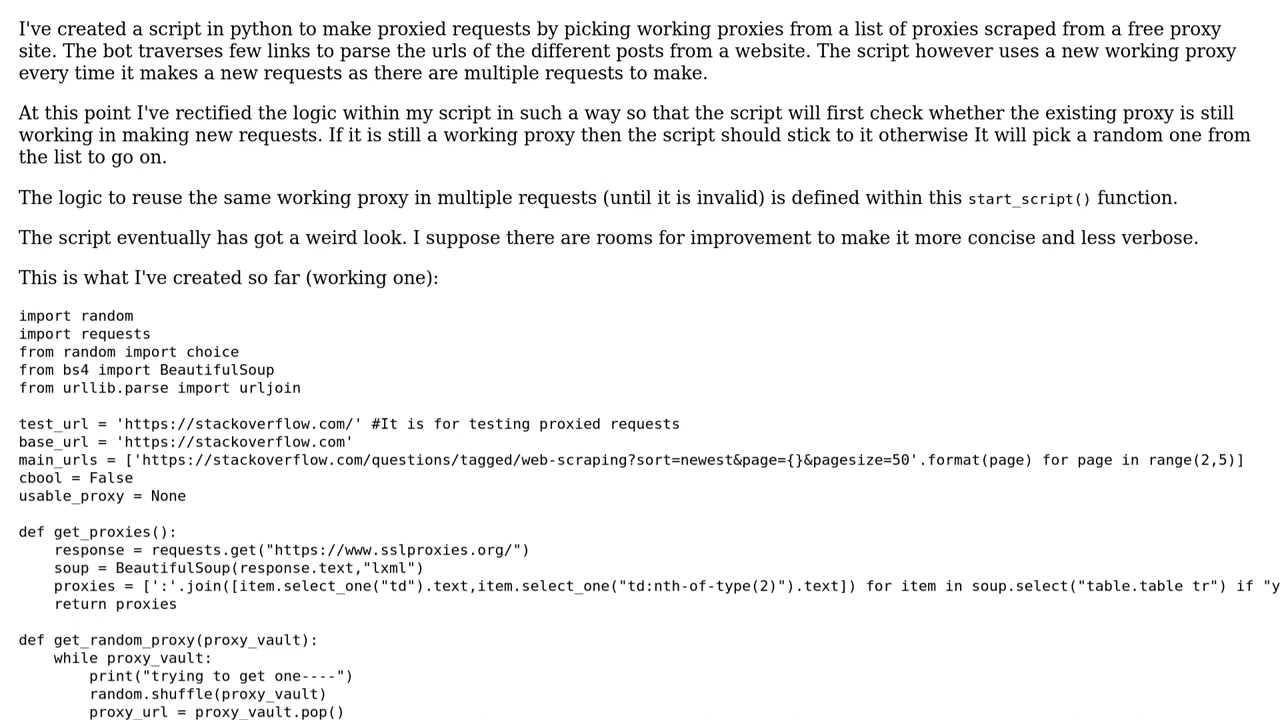 I've created a script in python to make proxied requests by picking working proxies from a list of proxies scraped from a free proxy
site. The bot traverses few links to parse the urls of the different posts from a website. The script however uses a new working proxy
every time it makes a new requests as there are multiple requests to make.
At this point I've rectified the logic within my script in such a way so that the script will first check whether the existing proxy is still
working in making new requests. If it is still a working proxy then the script should stick to it otherwise It will pick a random one from
the list to go on.
The logic to reuse the same working proxy in multiple requests (until it is invalid) is defined within this start_script() function.
The script eventually has got a weird look. I suppose there are rooms for improvement to make it more concise and less verbose.
This is what I've created so far (working one):
import random
import requests
from random import choice
from bs4 import BeautifulSoup
from urllib.parse import urljoin
test_url = 'https://stackoverflow.com/' #It is for testing proxied requests
base_url = 'https://stackoverflow.com'
main_urls = ['https://stackoverflow.com/questions/tagged/web-scraping?sort=newest&page={}&pagesize=50'.format(page) for page in range(2,5)]
cbool = False
usable_proxy = None
def get_proxies():
    response = requests.get("https://www.sslproxies.org/")
    soup = BeautifulSoup(response.text,"lxml")
    proxies = [':'.join([item.select_one("td").text,item.select_one("td:nth-of-type(2)").text]) for item in soup.select("table.table tr") if "y
    return proxies
def get_random_proxy(proxy_vault):
    while proxy_vault:
        print("trying to get one----")
        random.shuffle(proxy_vault)
        proxy_url = proxy_vault.pop()